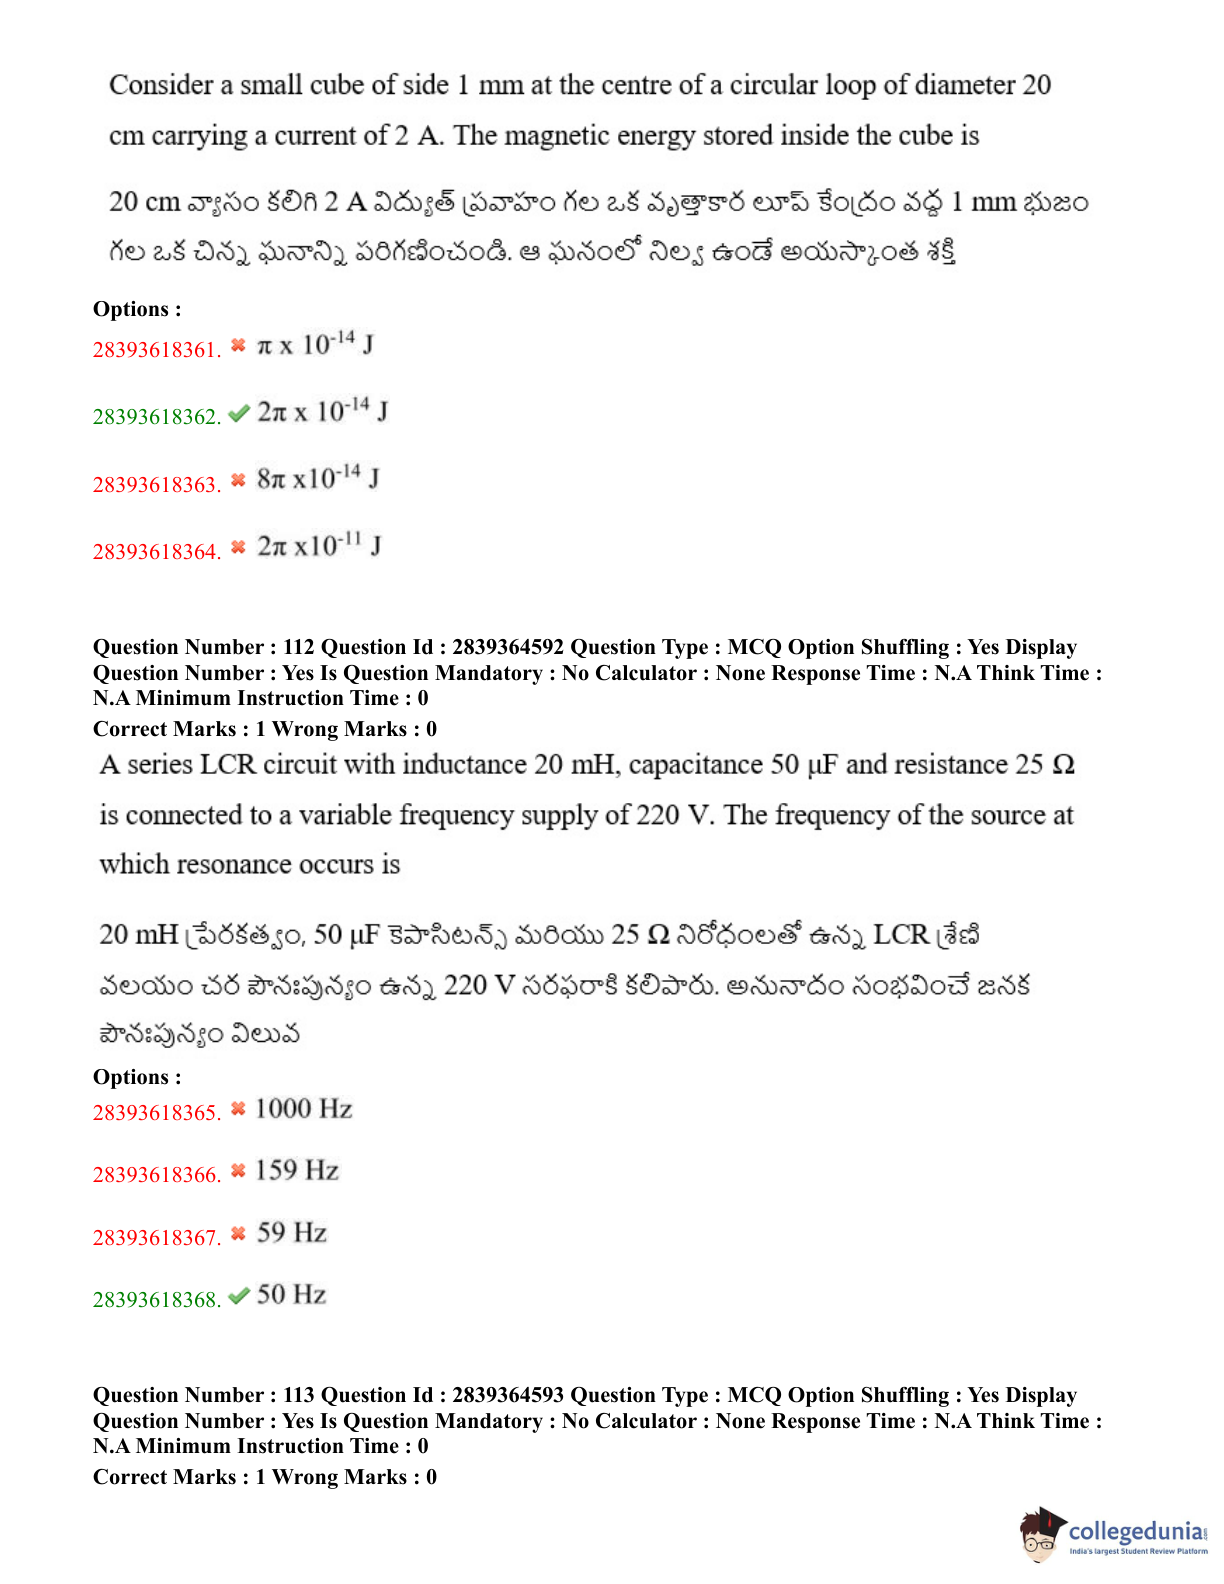 Consider a small cube of side 1 mm at the centre of a circular loop of diameter 20
cm carrying a current of 2 A. The magnetic energy stored inside the cube is
20 cm వ్యాసం కలిగి 2 A విద్యుత్ ప్రవాహం గల ఒక వృత్తాకార లూప్ కేంద్రం వద్ద 1 mm భుజం
గల ఒక చిన్న ఘనాన్ని పరిగణించండి. ఆ ఘనంలో నిల్వ ఉండే అయస్కాంత శక్తి
Options :
28393618361. ✖ π x 10⁻¹⁴ J
28393618362. ✔ 2π x 10⁻¹⁴ J
28393618363. ✖ 8π x10⁻¹⁴ J
28393618364. ✖ 2π x10⁻¹¹ J
Question Number : 112 Question Id : 2839364592 Question Type : MCQ Option Shuffling : Yes Display
Question Number : Yes Is Question Mandatory : No Calculator : None Response Time : N.A Think Time :
N.A Minimum Instruction Time : 0
Correct Marks : 1 Wrong Marks : 0
A series LCR circuit with inductance 20 mH, capacitance 50 μF and resistance 25 Ω
is connected to a variable frequency supply of 220 V. The frequency of the source at
which resonance occurs is
20 mH ప్రేరకత్వం, 50 μF కెపాసిటన్స్ మరియు 25 Ω నిరోధంలతో ఉన్న LCR శ్రేణి
వలయం చర పౌనఃపున్యం ఉన్న 220 V సరఫరాకి కలిపారు. అనునాదం సంభవించే జనక
పౌనఃపున్యం విలువ
Options :
28393618365. ✖ 1000 Hz
28393618366. ✖ 159 Hz
28393618367. ✖ 59 Hz
28393618368. ✔ 50 Hz
Question Number : 113 Question Id : 2839364593 Question Type : MCQ Option Shuffling : Yes Display
Question Number : Yes Is Question Mandatory : No Calculator : None Response Time : N.A Think Time :
N.A Minimum Instruction Time : 0
Correct Marks : 1 Wrong Marks : 0
collegedunia.com
India's largest Student Review Platform